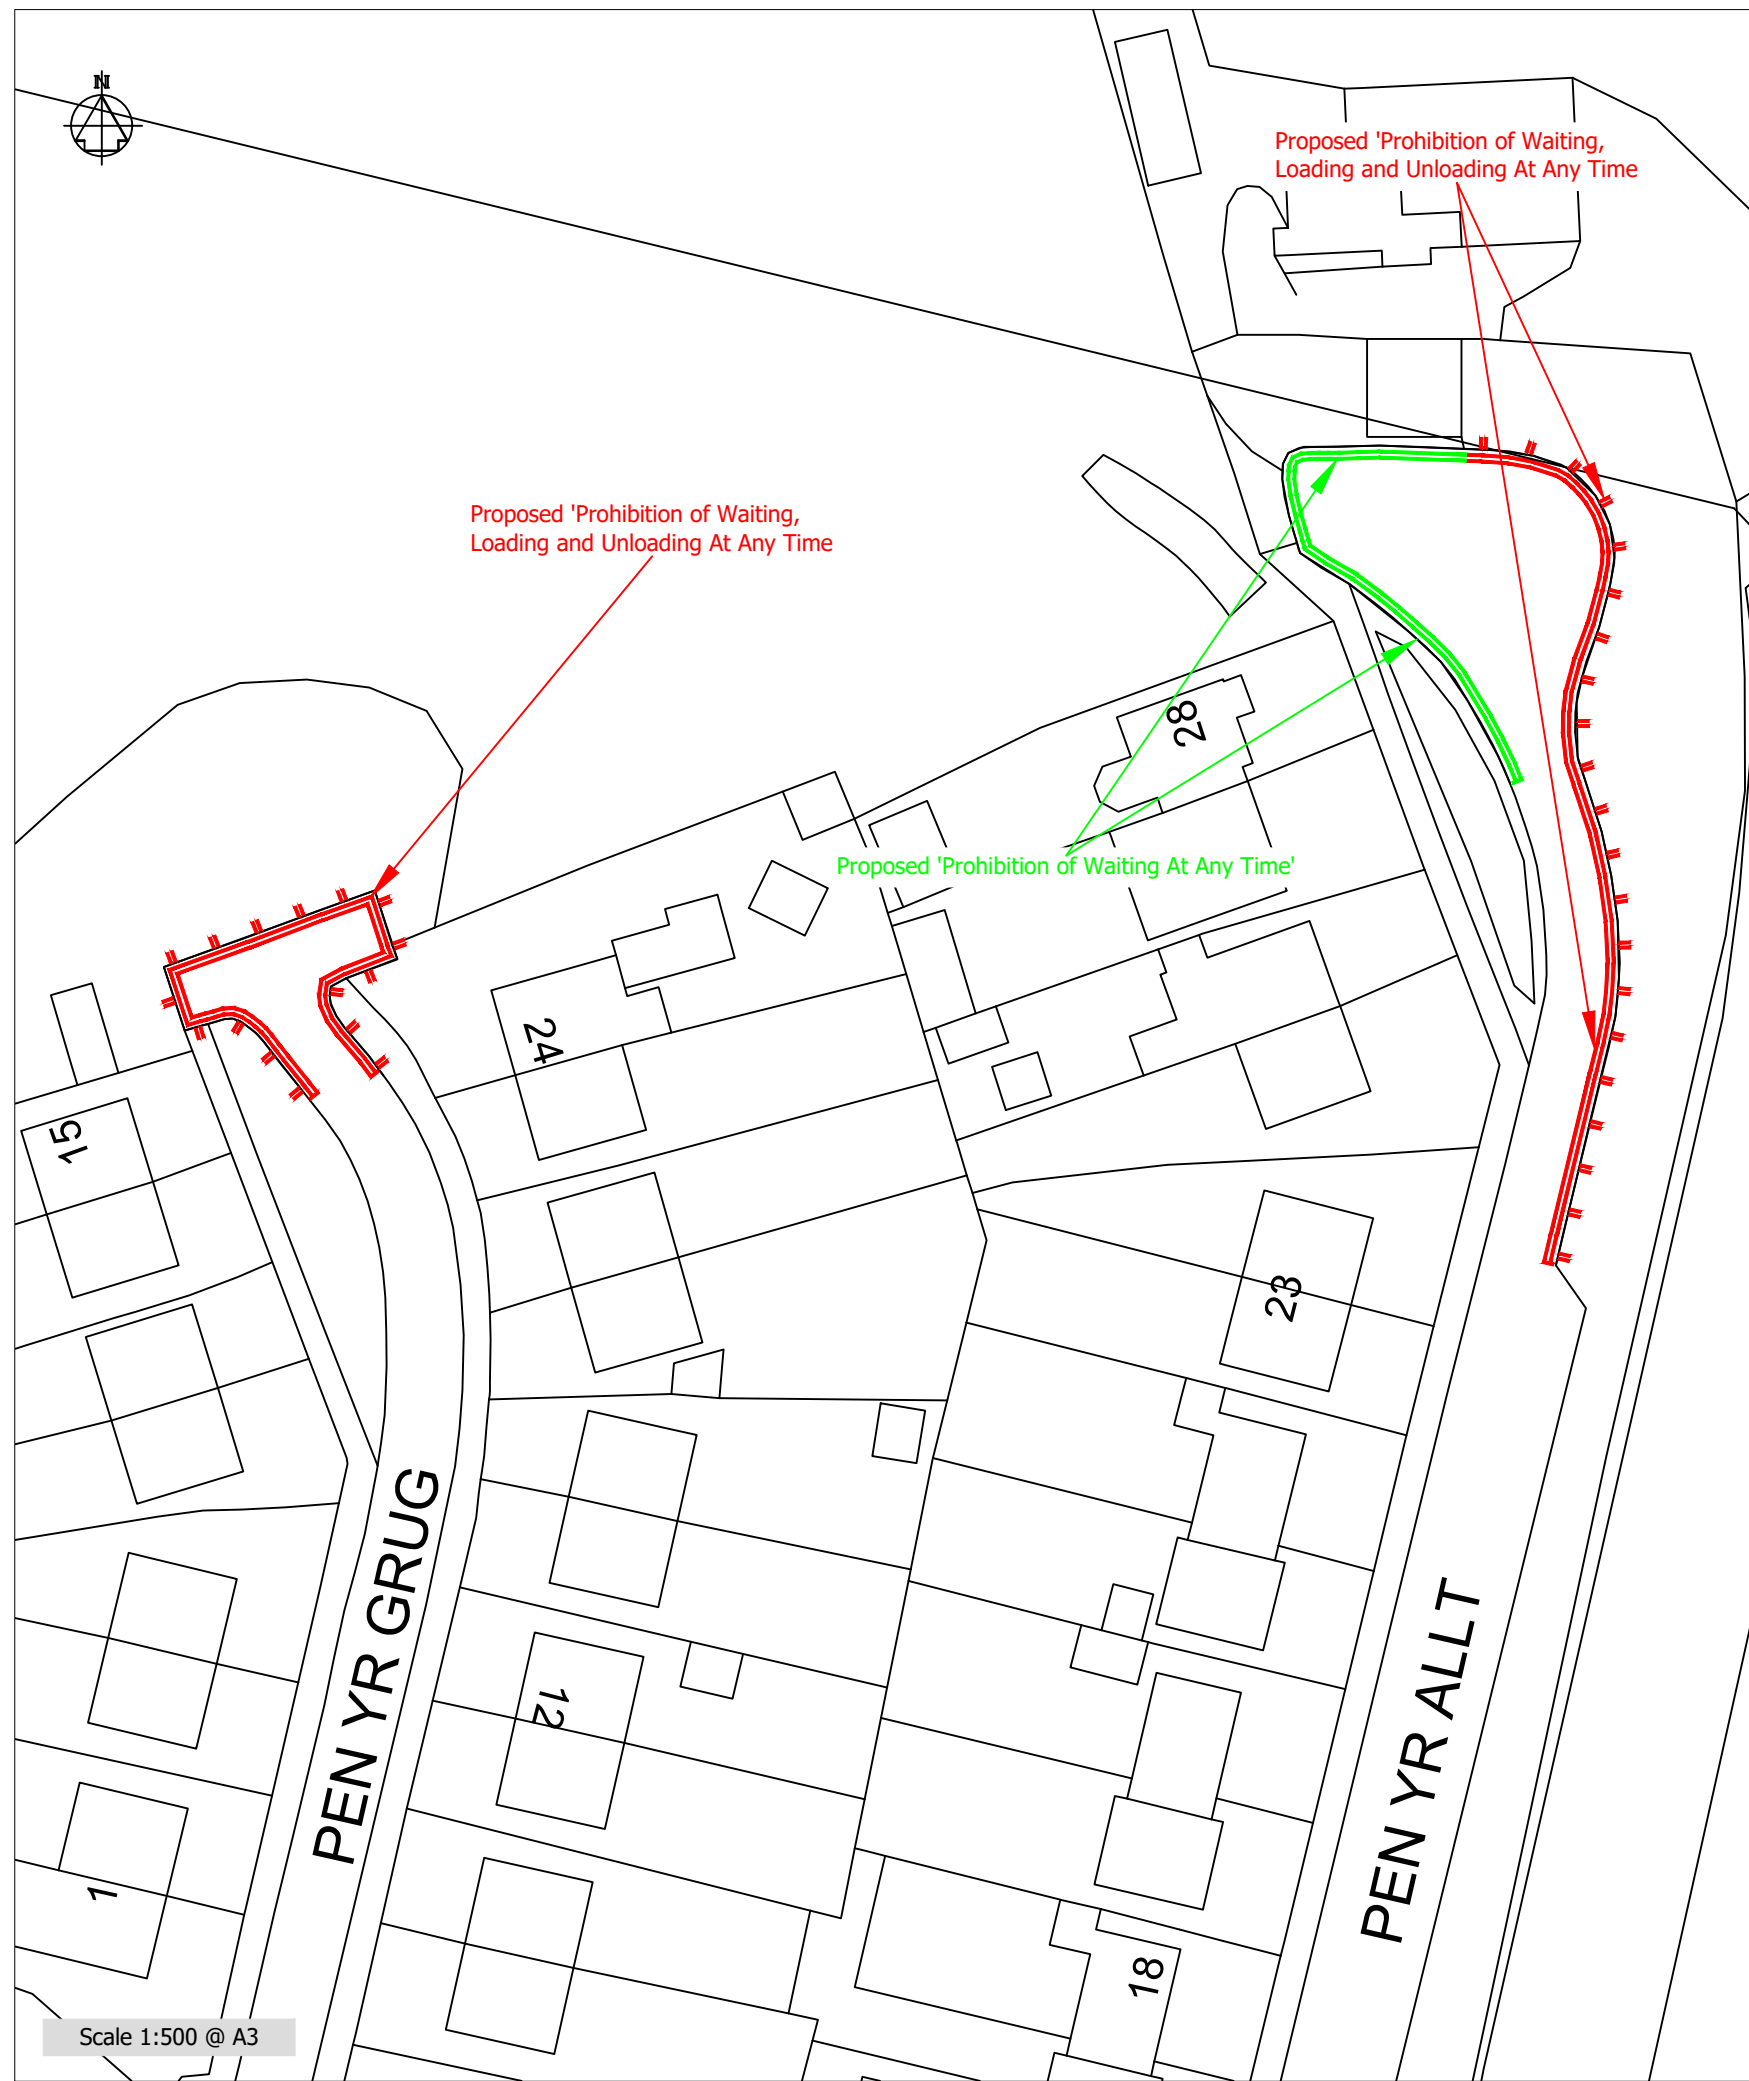 N
Proposed 'Prohibition of Waiting,
Loading and Unloading At Any Time
Proposed 'Prohibition of Waiting,
Loading and Unloading At Any Time
28
Proposed 'Prohibition of Waiting At Any Time'
24
15
23
PEN YR GRUG
12
PEN YR ALLT
1
18
Scale 1:500 @ A3